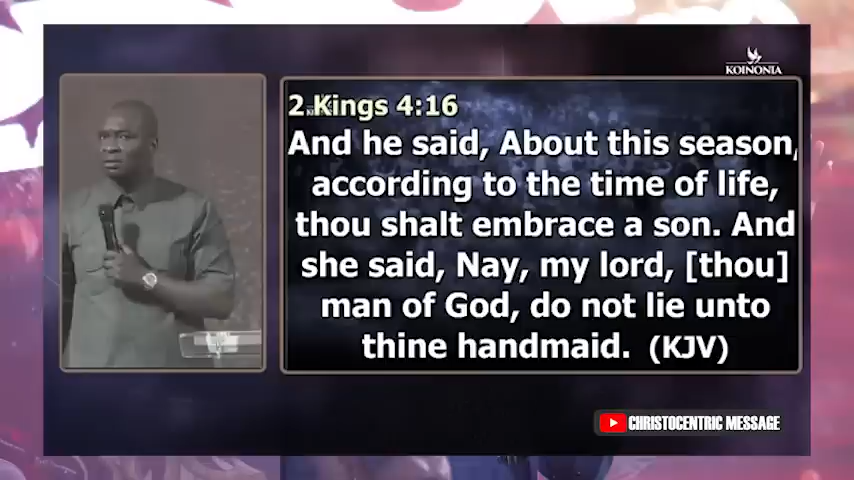 KOINONIA
2 Kings 4:16
And he said, About this season,
according to the time of life,
thou shalt embrace a son. And
she said, Nay, my lord, [thou]
man of God, do not lie unto
thine handmaid. (KJV)
CHRISTOCENTRIC MESSAGE